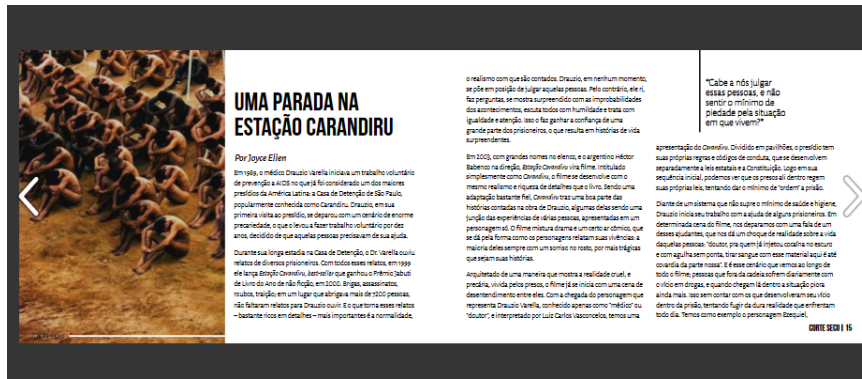 UMA PARADA NA
ESTAÇÃO CARANDIRU
Por Joyce Ellen
Em 1989, o médico Drauzio Varella iniciava um trabalho voluntário
de prevenção a AIDS no que já foi considerado um dos maiores
presídios da América Latina: a Casa de Detenção de São Paulo,
popularmente conhecida como Carandiru. Drauzio, em sua
primeira visita ao presídio, se deparou com um cenário de enorme
precariedade, o que o levou a fazer trabalho voluntário por dez
anos, decidido de que aquelas pessoas precisavam de sua ajuda.
Durante sua longa estadia na Casa de Detenção, o Dr. Varella ouviu
relatos de diversos prisioneiros. Com todos esses relatos, em 1999
ele lança Estação Carandiru, best-seller que ganhou o Prêmio Jabuti
de Livro do Ano de não ficção, em 2000. Brigas, assassinatos,
roubos, traição; em um lugar que abrigava mais de 7200 pessoas,
não faltaram relatos para Drauzio ouvir. E o que torna esses relatos
– bastante ricos em detalhes – mais importantes é a normalidade,
o realismo com que são contados. Drauzio, em nenhum momento,
se põe em posição de julgar aquelas pessoas. Pelo contrário, ele ri,
faz perguntas, se mostra surpreendido com as improbabilidades
dos acontecimentos, escuta todos com humildade e trata com
igualdade e atenção. Isso o faz ganhar a confiança de uma
grande parte dos prisioneiros, o que resulta em histórias de vida
surpreendentes.
Em 2003, com grandes nomes no elenco, e o argentino Héctor
Babenco na direção, Estação Carandiru vira filme. Intitulado
simplesmente como Carandiru, o filme se desenvolve com o
mesmo realismo e riqueza de detalhes que o livro. Sendo uma
adaptação bastante fiel, Carandiru traz uma boa parte das
histórias contadas na obra de Drauzio, algumas delas sendo uma
junção das experiências de várias pessoas, apresentadas em um
personagem só. O filme mistura drama e um certo ar cômico, que
se dá pela forma como os personagens relatam suas vivências: a
maioria deles sempre com um sorriso no rosto, por mais trágicas
que sejam suas histórias.
Arquitetado de uma maneira que mostra a realidade cruel, e
precária, vivida pelos presos, o filme já se inicia com uma cena de
desentendimento entre eles. Com a chegada do personagem que
representa Drauzio Varella, conhecido apenas como "médico" ou
"doutor", e interpretado por Luiz Carlos Vasconcelos, temos uma
"Cabe a nós julgar
essas pessoas, e não
sentir o mínimo de
piedade pela situação
em que vivem?"
apresentação do Carandiru. Dividido em pavilhões, o presídio tem
suas próprias regras e códigos de conduta, que se desenvolvem
separadamente a leis estatais e a Constituição. Logo em sua
sequência inicial, podemos ver que os presos ali dentro regem
suas próprias leis, tentando dar o mínimo de "ordem" a prisão.
Diante de um sistema que não supre o mínimo de saúde e higiene,
Drauzio inicia seu trabalho com a ajuda de alguns prisioneiros. Em
determinada cena do filme, nos deparamos com uma fala de um
desses ajudantes, que nos dá um choque de realidade sobre a vida
daquelas pessoas: "doutor, pra quem já injetou cocaína no escuro
e com agulha sem ponta, tirar sangue com esse material aqui é até
covardia da parte nossa". E é esse cenário que vemos ao longo de
todo o filme; pessoas que fora da cadeia sofrem diariamente com
o vício em drogas, e quando chegam lá dentro a situação piora
ainda mais. Isso sem contar com os que desenvolveram seu vício
dentro da prisão, tentando fugir da dura realidade que enfrentam
todo dia. Temos como exemplo o personagem Ezequiel,
CORTE SECO | 15